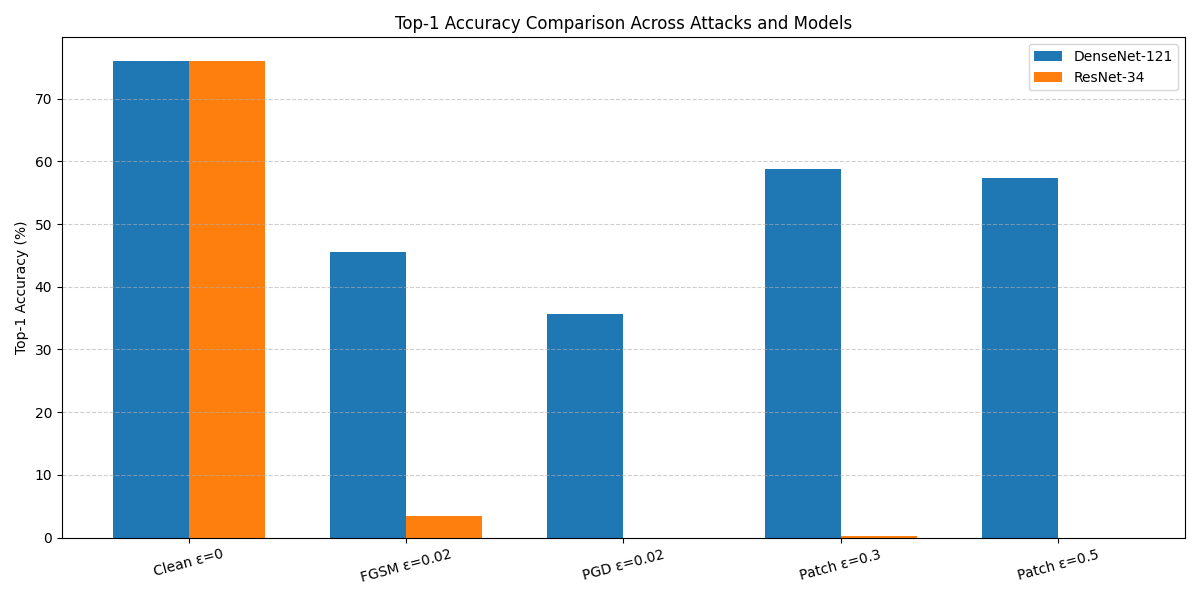 Top-1 Accuracy Comparison Across Attacks and Models
DenseNet-121
ResNet-34
Top-1 Accuracy (%)
70
60
50
40
30
20
10
0
Clean ε=0
FGSM ε=0.02
PGD ε=0.02
Patch ε=0.3
Patch ε=0.5